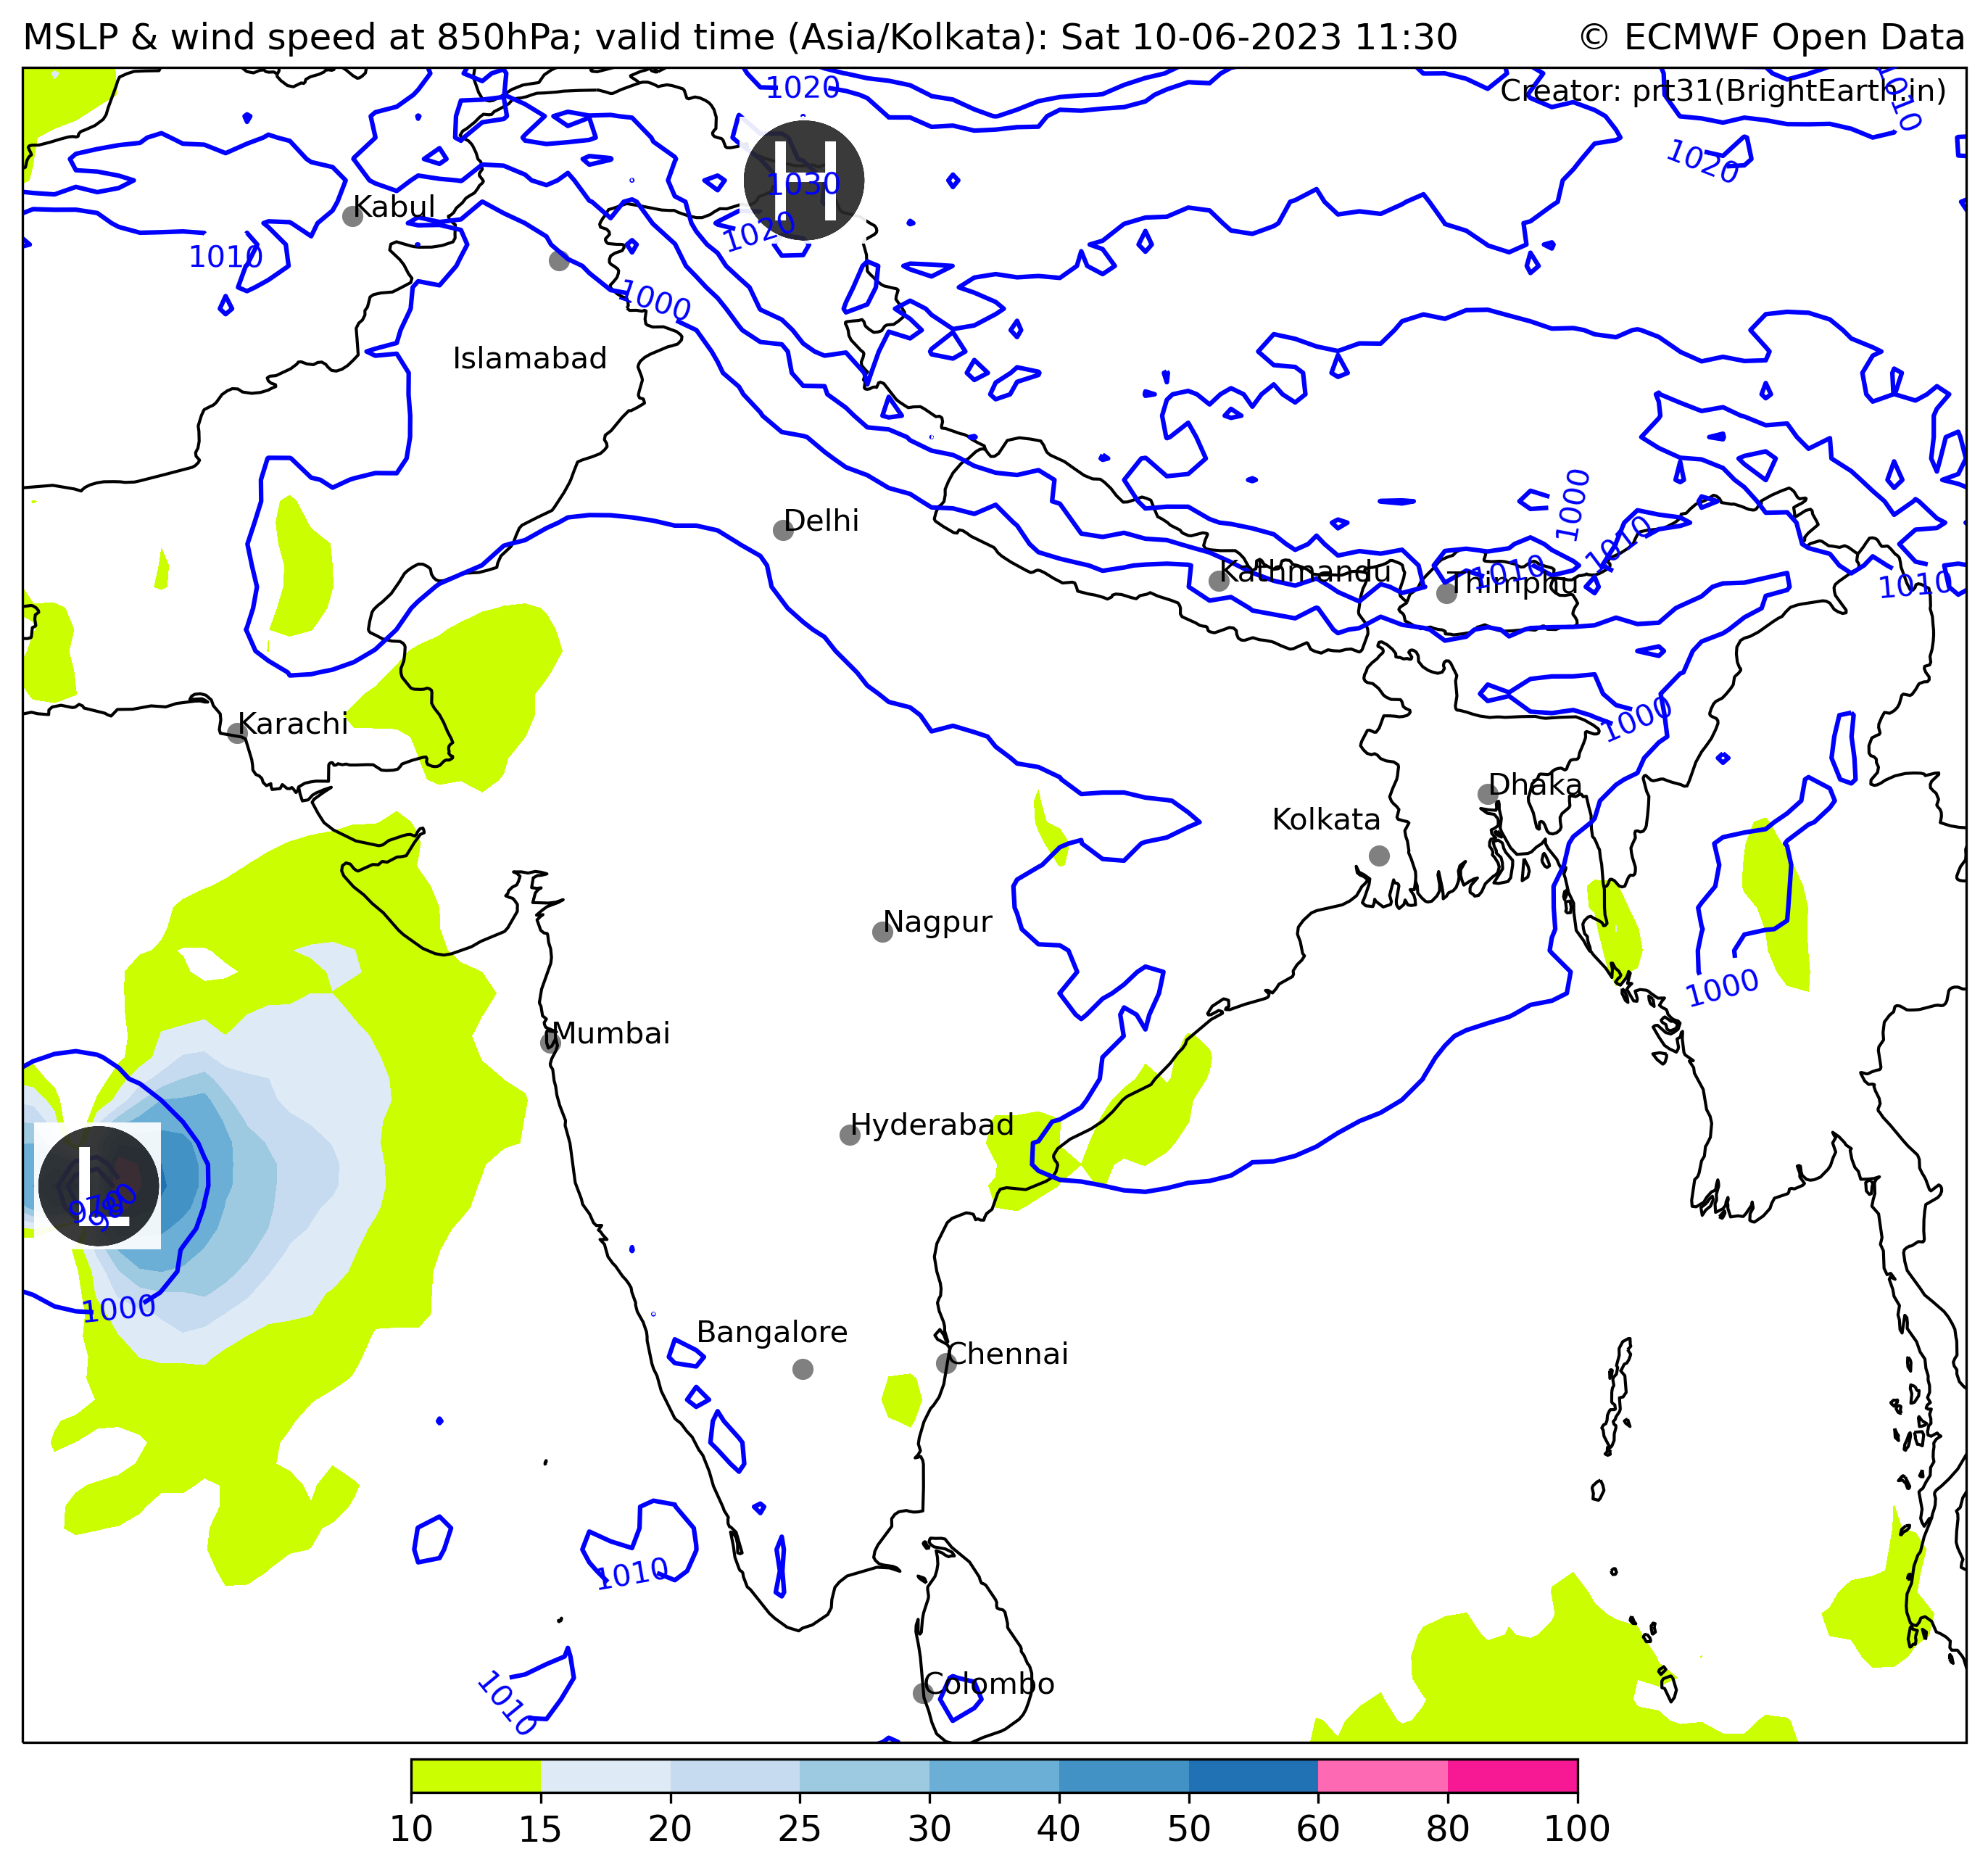 MSLP & wind speed at 850hPa; valid time (Asia/Kolkata): Sat 10-06-2023 11:30
© ECMWF Open Data
Creator: prt31(BrightEarth.in)
1020
1010
1020
H
1030
1020
Kabul
1010
1000
Islamabad
1000
1010
Delhi
Kathmandu
1010
Thimphu
1010
1000
Karachi
Dhaka
Kolkata
Nagpur
1000
Mumbai
Hyderabad
L
970
990
1000
Bangalore
Chennai
1010
Colombo
1010
10 15 20 25 30 40 50 60 80 100